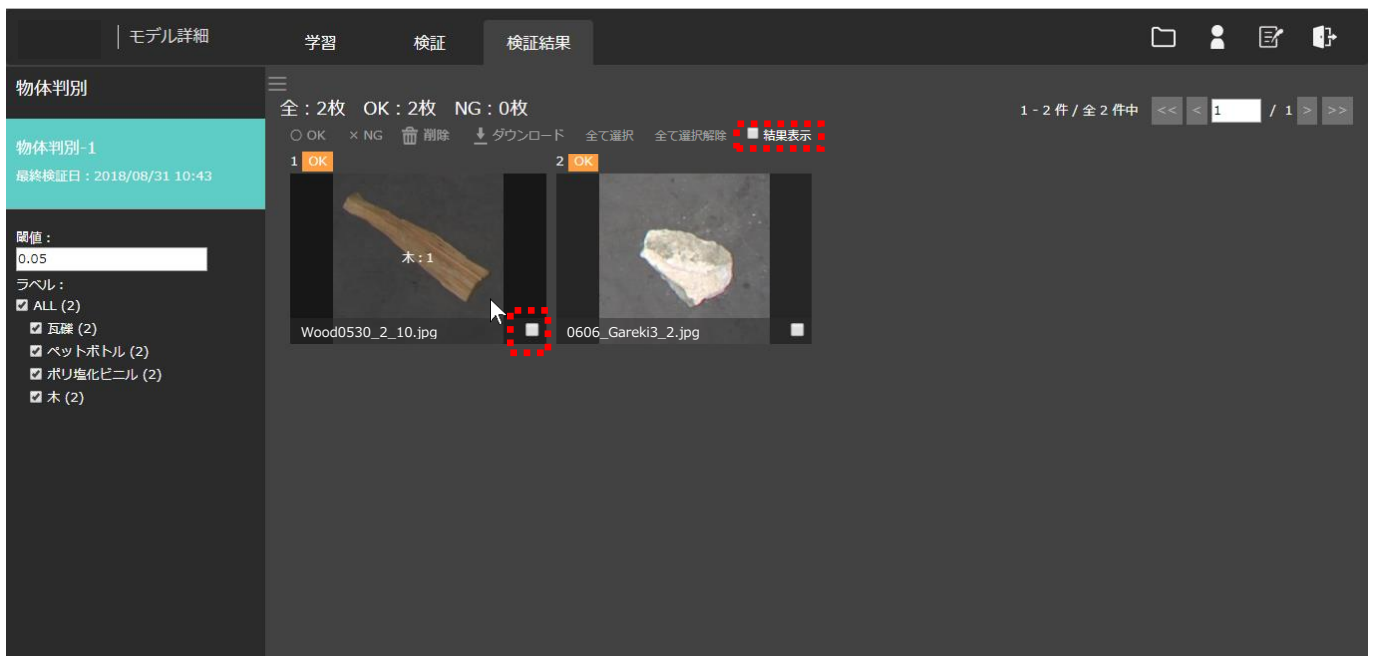 モデル詳細
学習 検証 検証結果
物体判別
物体判別-1
最終検証日：2018/08/31 10:43
閾値：
0.05
ラベル：
ALL (2)
瓦礫 (2)
ペットボトル (2)
ポリ塩化ビニル (2)
木 (2)
全：2枚 OK：2枚 NG：0枚
1 - 2 件 / 全 2 件中 << < 1 / 1 > >>
○ OK × NG 削除 ダウンロード 全て選択 全て選択解除 結果表示
1 OK
木：1
Wood0530_2_10.jpg
2 OK
0606_Gareki3_2.jpg